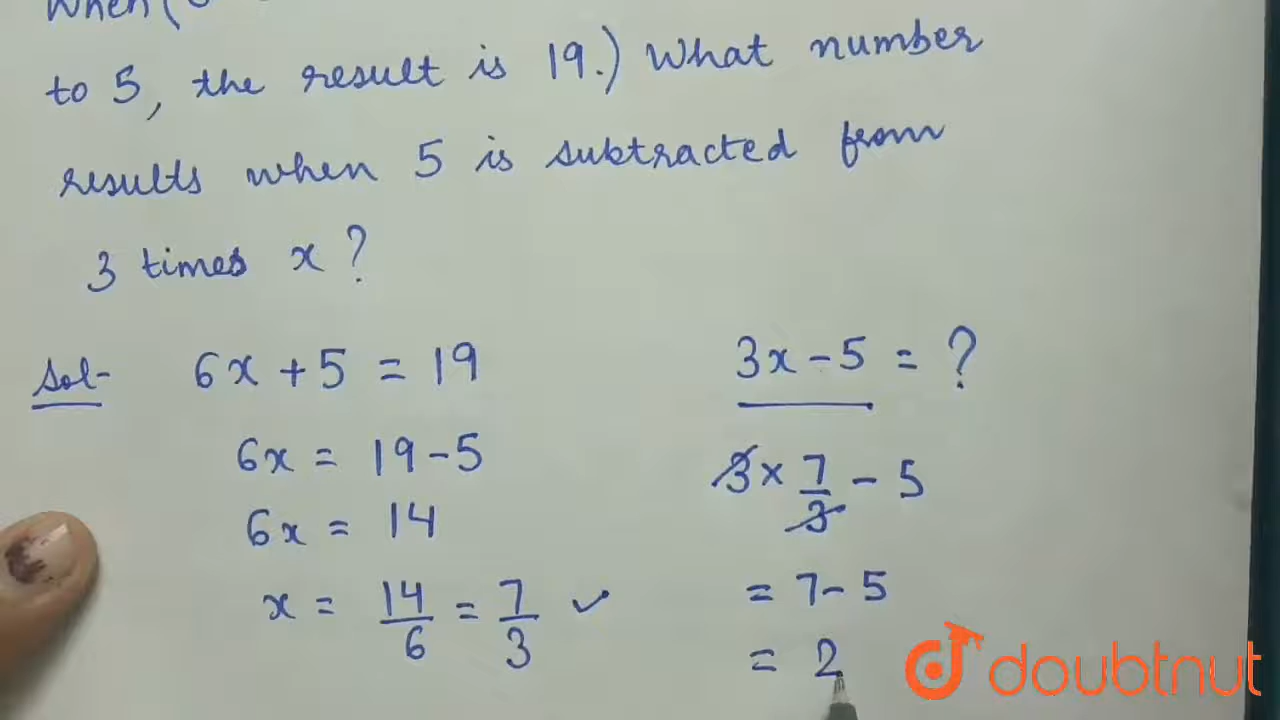 When (
to 5, the result is 19.) What number
results when 5 is subtracted from
3 times x ?
Sol-
6x + 5 = 19
6x = 19 - 5
6x = 14
x = 14/6 = 7/3 ✓
3x - 5 = ?
3 × 7/3 - 5
= 7 - 5
= 2
doubtnut